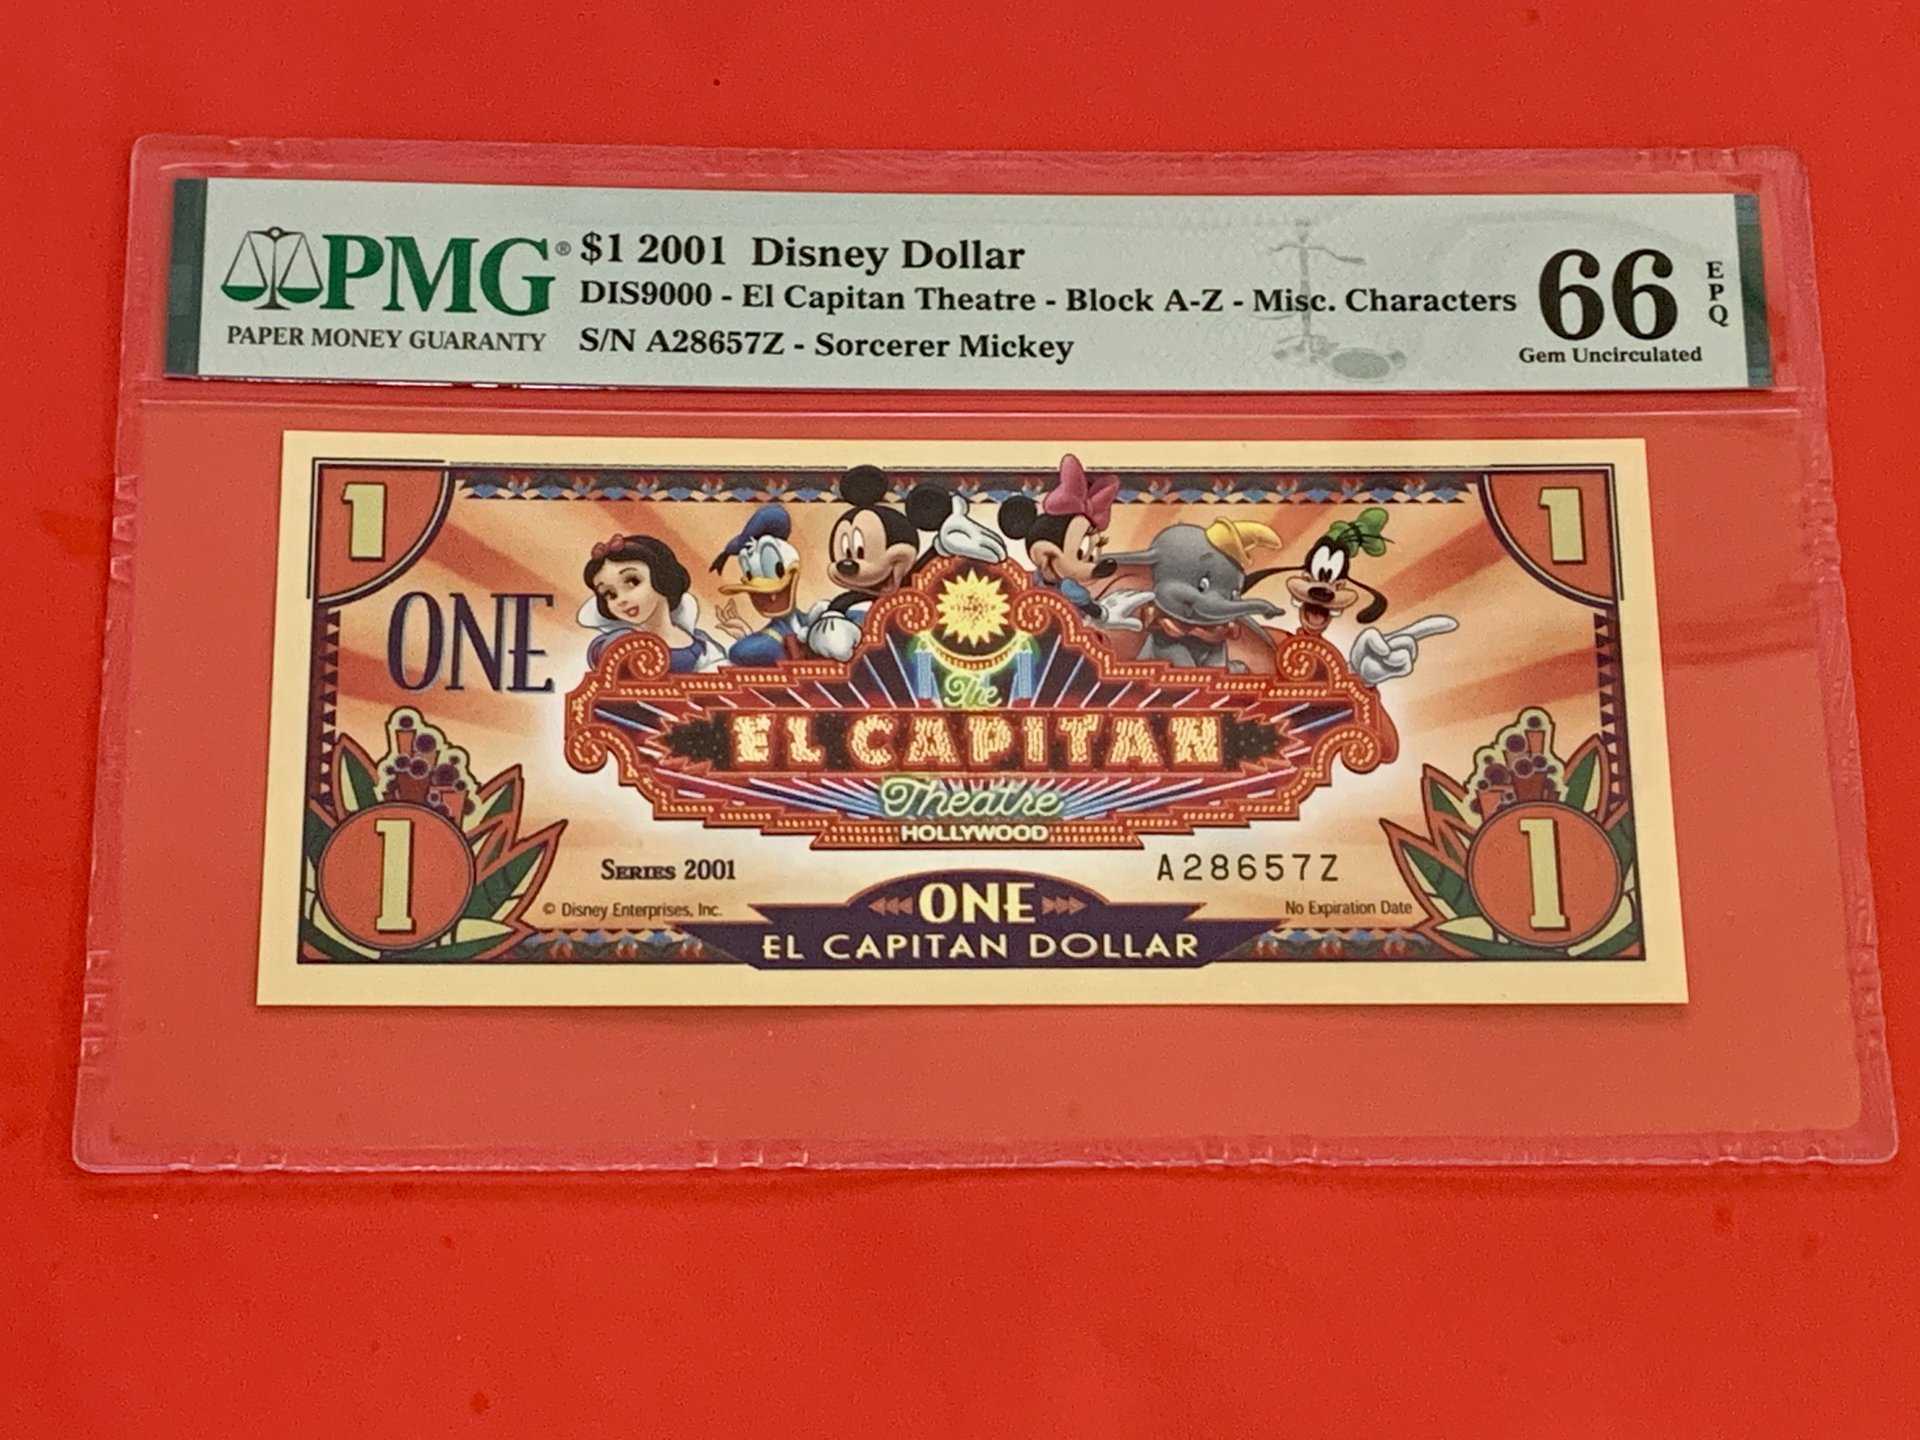 PMG®
PAPER MONEY GUARANTY
$1 2001 Disney Dollar
DIS9000 - El Capitan Theatre - Block A-Z - Misc. Characters
S/N A28657Z - Sorcerer Mickey
66 EPQ
Gem Uncirculated
1 1
ONE
The
EL CAPITAN
Theatre
HOLLYWOOD
SERIES 2001 A28657Z
1 1
© Disney Enterprises, Inc. ONE No Expiration Date
EL CAPITAN DOLLAR